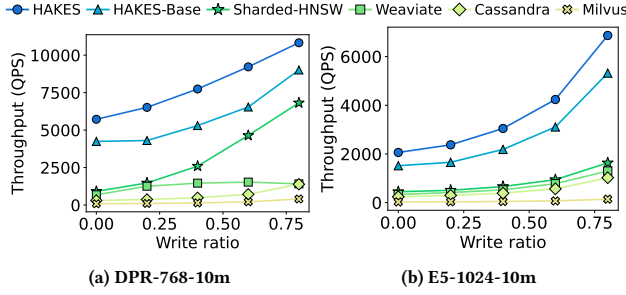 HAKES HAKES-Base Sharded-HNSW Weaviate Cassandra Milvus
Throughput (QPS)
10000
7500
5000
2500
0
0.00 0.25 0.50 0.75
Write ratio
(a) DPR-768-10m
Throughput (QPS)
6000
4000
2000
0
0.00 0.25 0.50 0.75
Write ratio
(b) E5-1024-10m